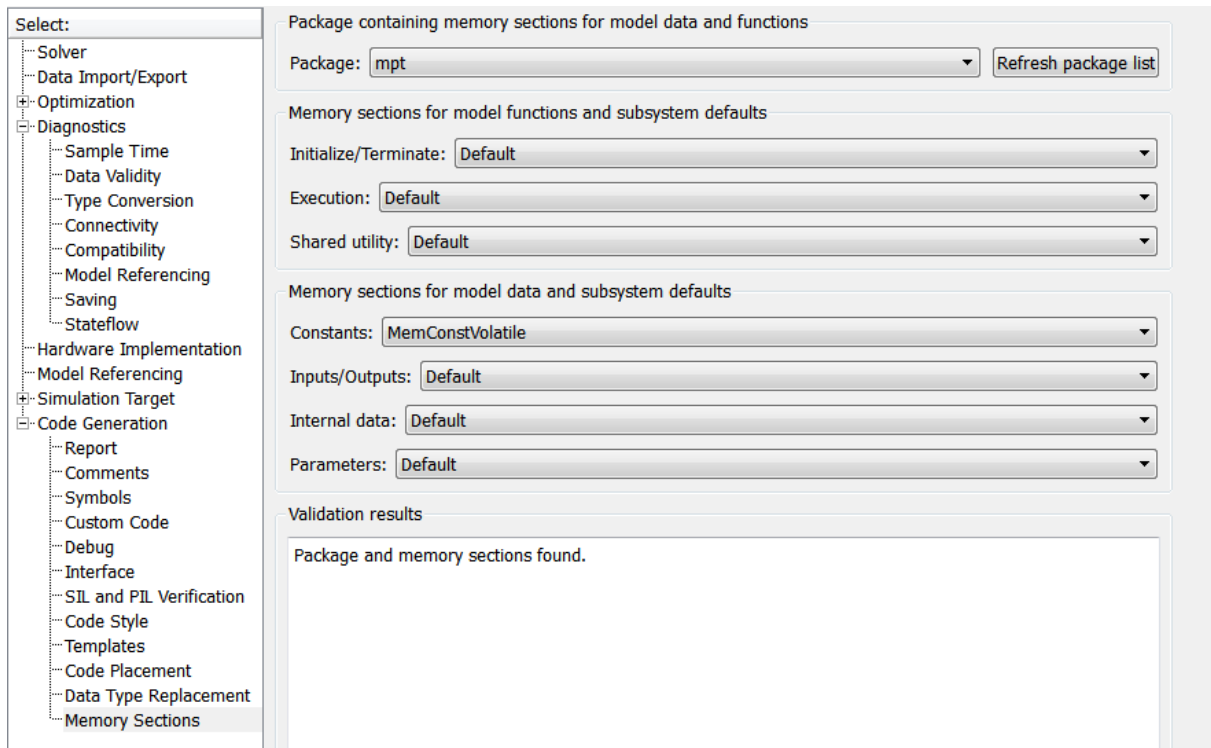 Select:
Solver
Data Import/Export
Optimization
Diagnostics
Sample Time
Data Validity
Type Conversion
Connectivity
Compatibility
Model Referencing
Saving
Stateflow
Hardware Implementation
Model Referencing
Simulation Target
Code Generation
Report
Comments
Symbols
Custom Code
Debug
Interface
SIL and PIL Verification
Code Style
Templates
Code Placement
Data Type Replacement
Memory Sections
Package containing memory sections for model data and functions
Package: mpt Refresh package list
Memory sections for model functions and subsystem defaults
Initialize/Terminate: Default
Execution: Default
Shared utility: Default
Memory sections for model data and subsystem defaults
Constants: MemConstVolatile
Inputs/Outputs: Default
Internal data: Default
Parameters: Default
Validation results
Package and memory sections found.